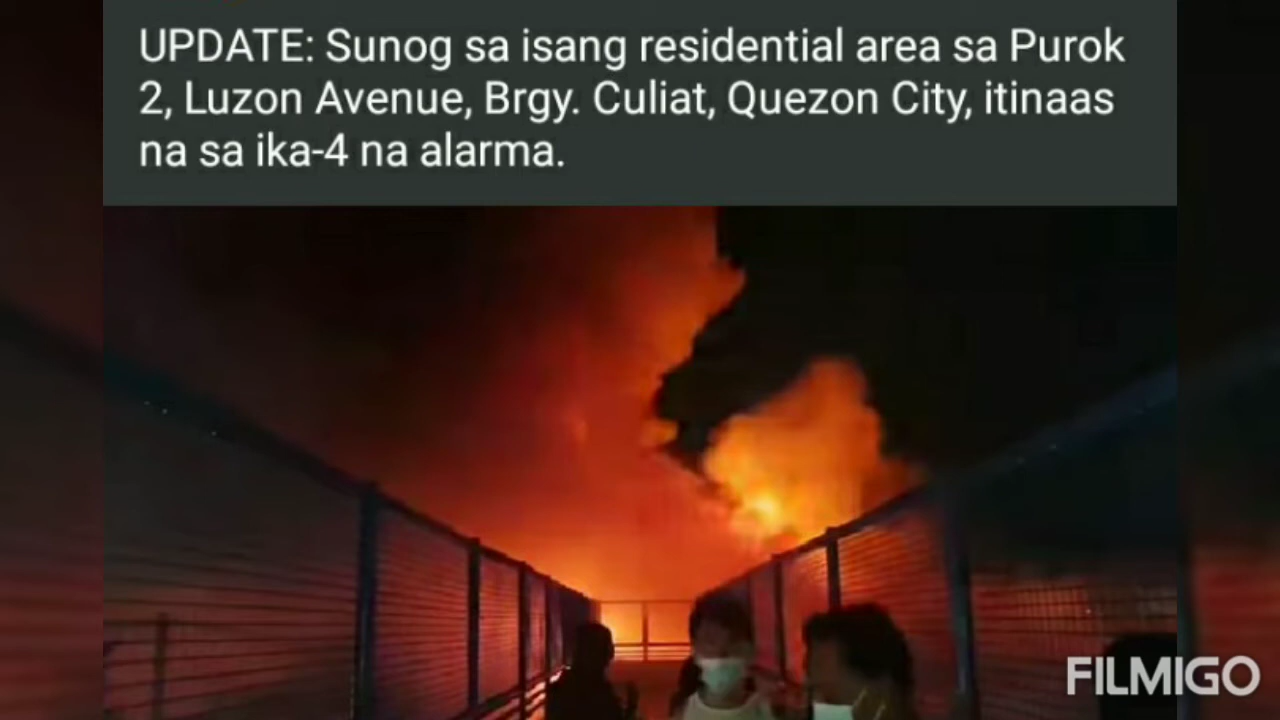 UPDATE: Sunog sa isang residential area sa Purok
2, Luzon Avenue, Brgy. Culiat, Quezon City, itinaas
na sa ika-4 na alarma.
FILMIGO